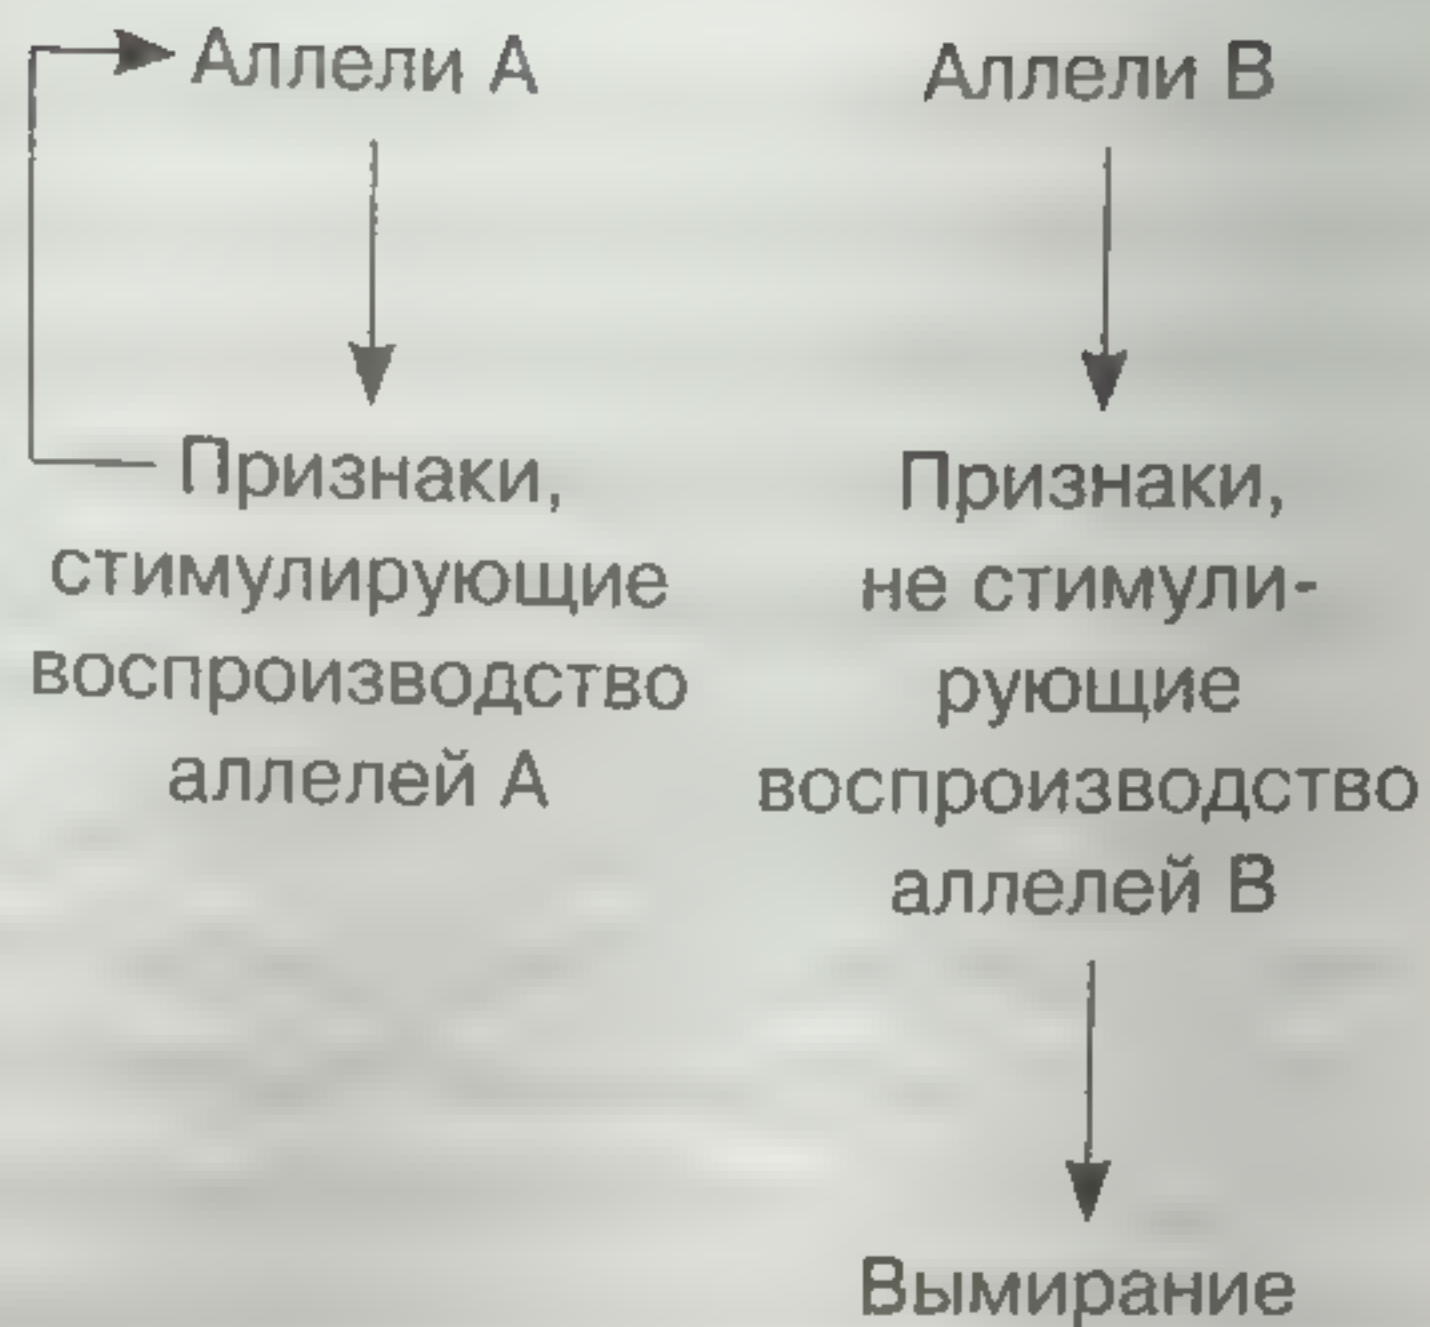 Аллели А
Признаки,
стимулирующие
воспроизводство
аллелей А
Аллели В
Признаки,
не стимули-
рующие
воспроизводство
аллелей В
Вымирание